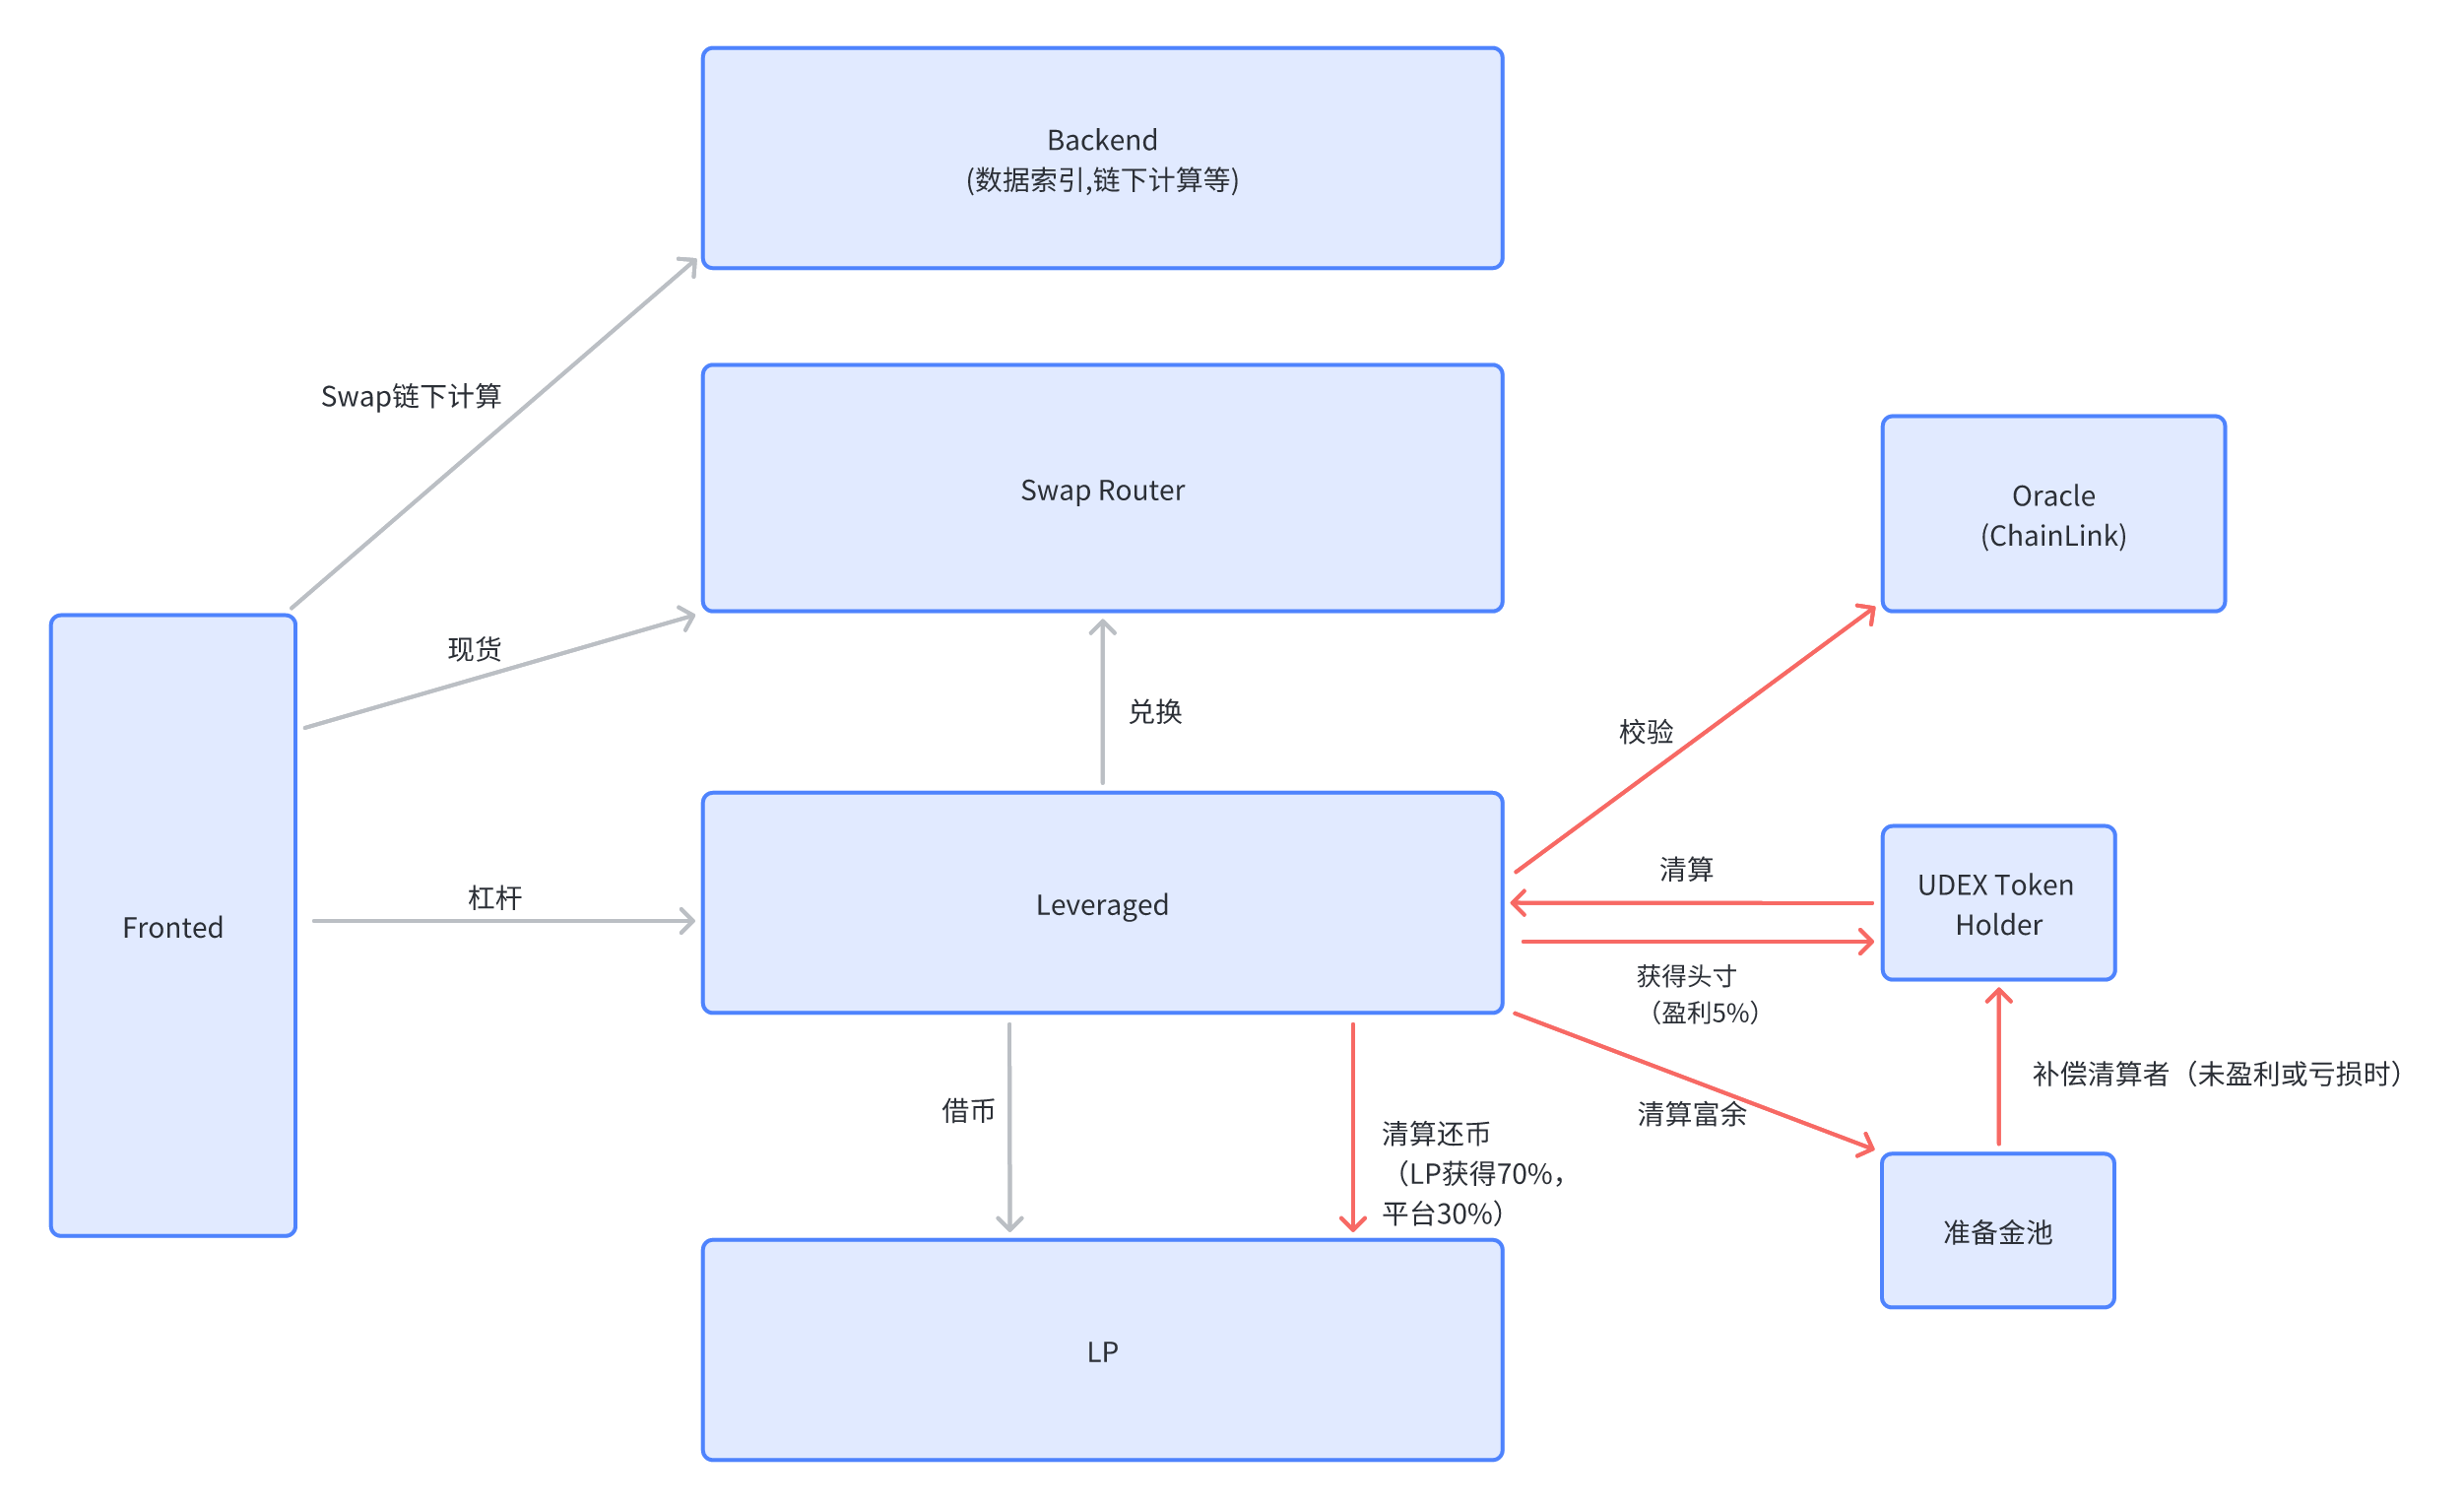 Backend
(数据索引,链下计算等)
Swap链下计算
Swap Router
Oracle
(ChainLink)
现货
兑换
校验
Fronted
杠杆
Leveraged
清算
UDEX Token
Holder
获得头寸
（盈利5%）
补偿清算者（未盈利或亏损时）
借币
清算富余
清算还币
（LP获得70%，
平台30%）
准备金池
LP